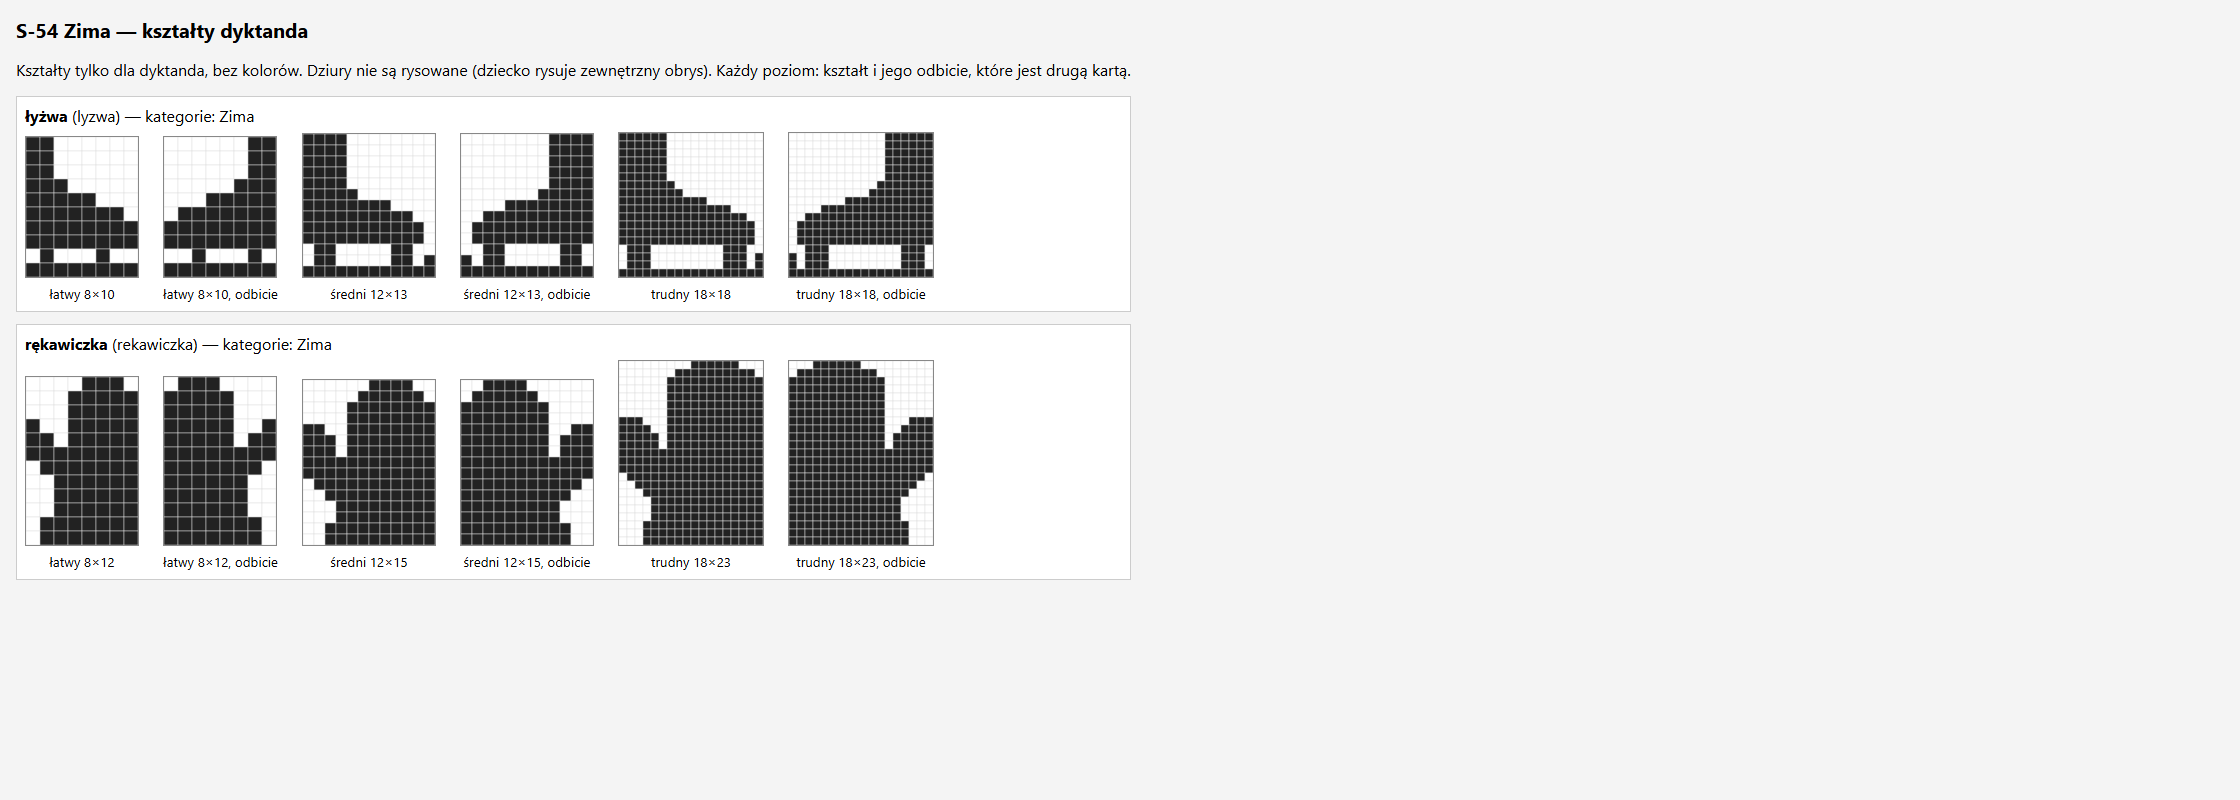 S-54 Zima — kształty dyktanda
Kształty tylko dla dyktanda, bez kolorów. Dziury nie są rysowane (dziecko rysuje zewnętrzny obrys). Każdy poziom: kształt i jego odbicie, które jest drugą kartą.
łyżwa (lyzwa) — kategorie: Zima
łatwy 8×10 łatwy 8×10, odbicie średni 12×13 średni 12×13, odbicie trudny 18×18 trudny 18×18, odbicie
rękawiczka (rekawiczka) — kategorie: Zima
łatwy 8×12 łatwy 8×12, odbicie średni 12×15 średni 12×15, odbicie trudny 18×23 trudny 18×23, odbicie